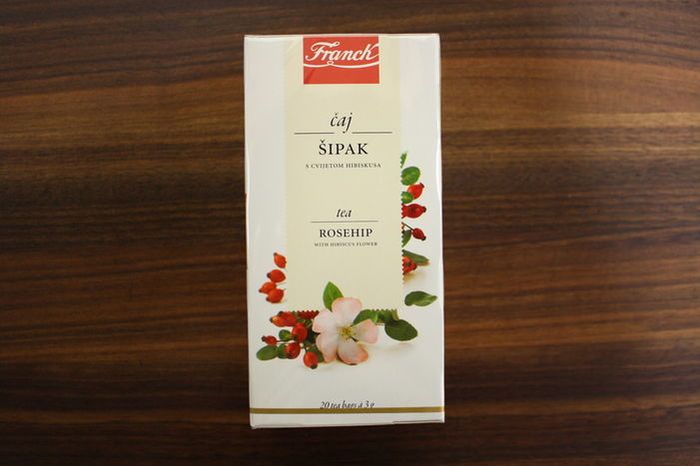 Franck
čaj
ŠIPAK
S CVIJETOM HIBISKUSA
tea
ROSEHIP
WITH HIBISCUS FLOWER
20 tea bags à 3 g